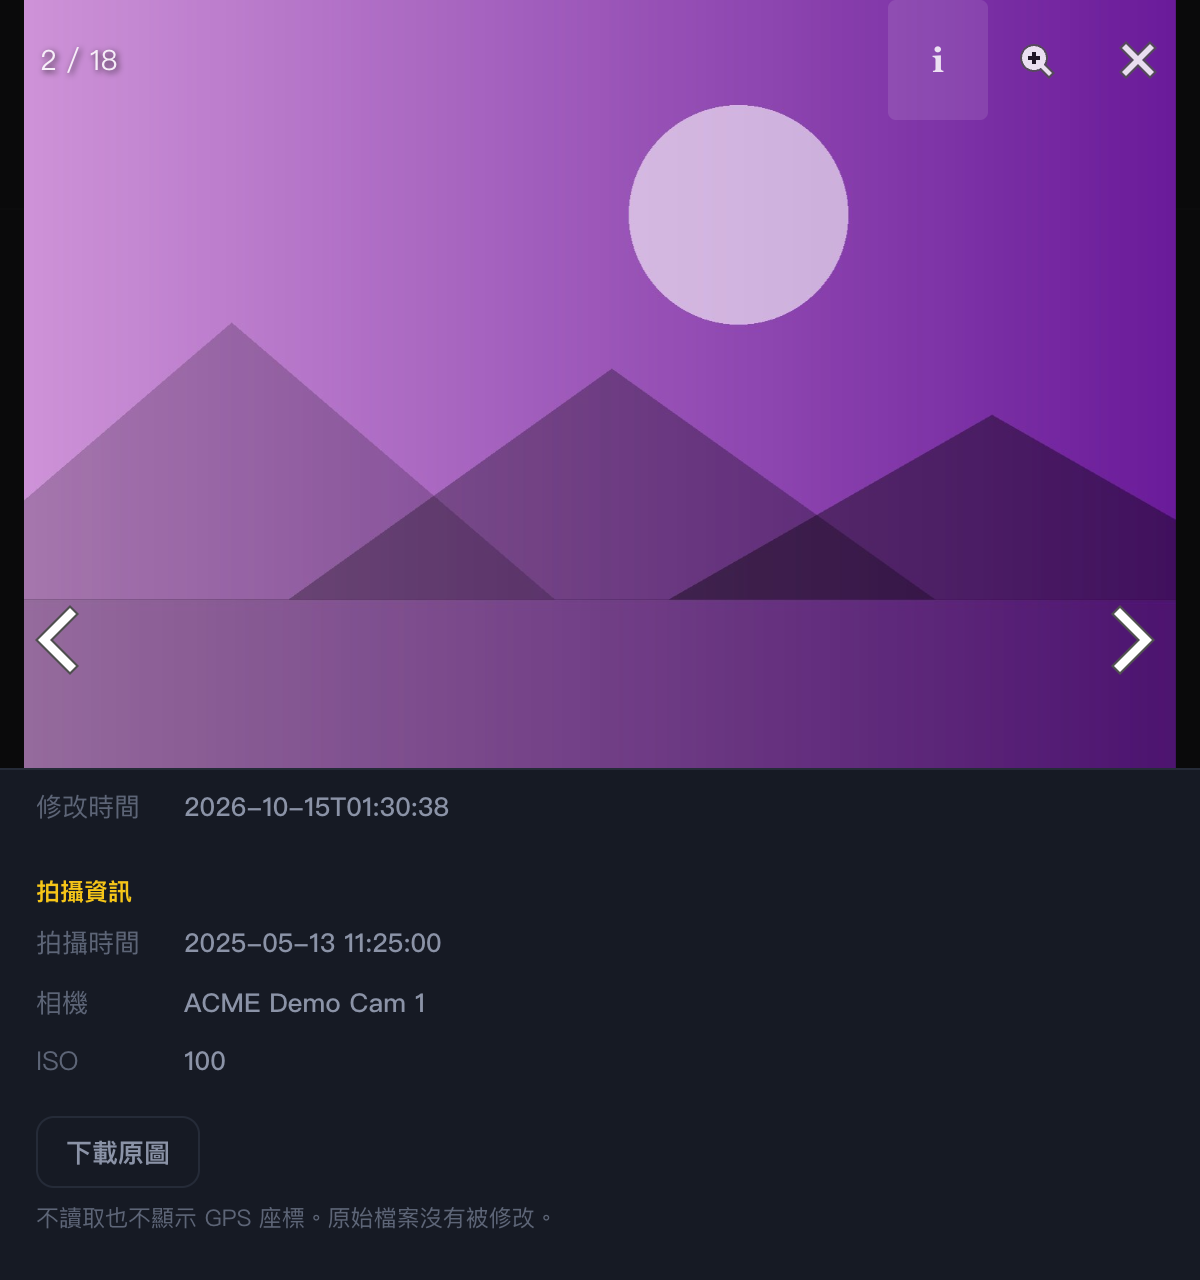 2 / 18
i
修改時間 2026-10-15T01:30:38
拍攝資訊
拍攝時間 2025-05-13 11:25:00
相機 ACME Demo Cam 1
ISO 100
下載原圖
不讀取也不顯示 GPS 座標。原始檔案沒有被修改。